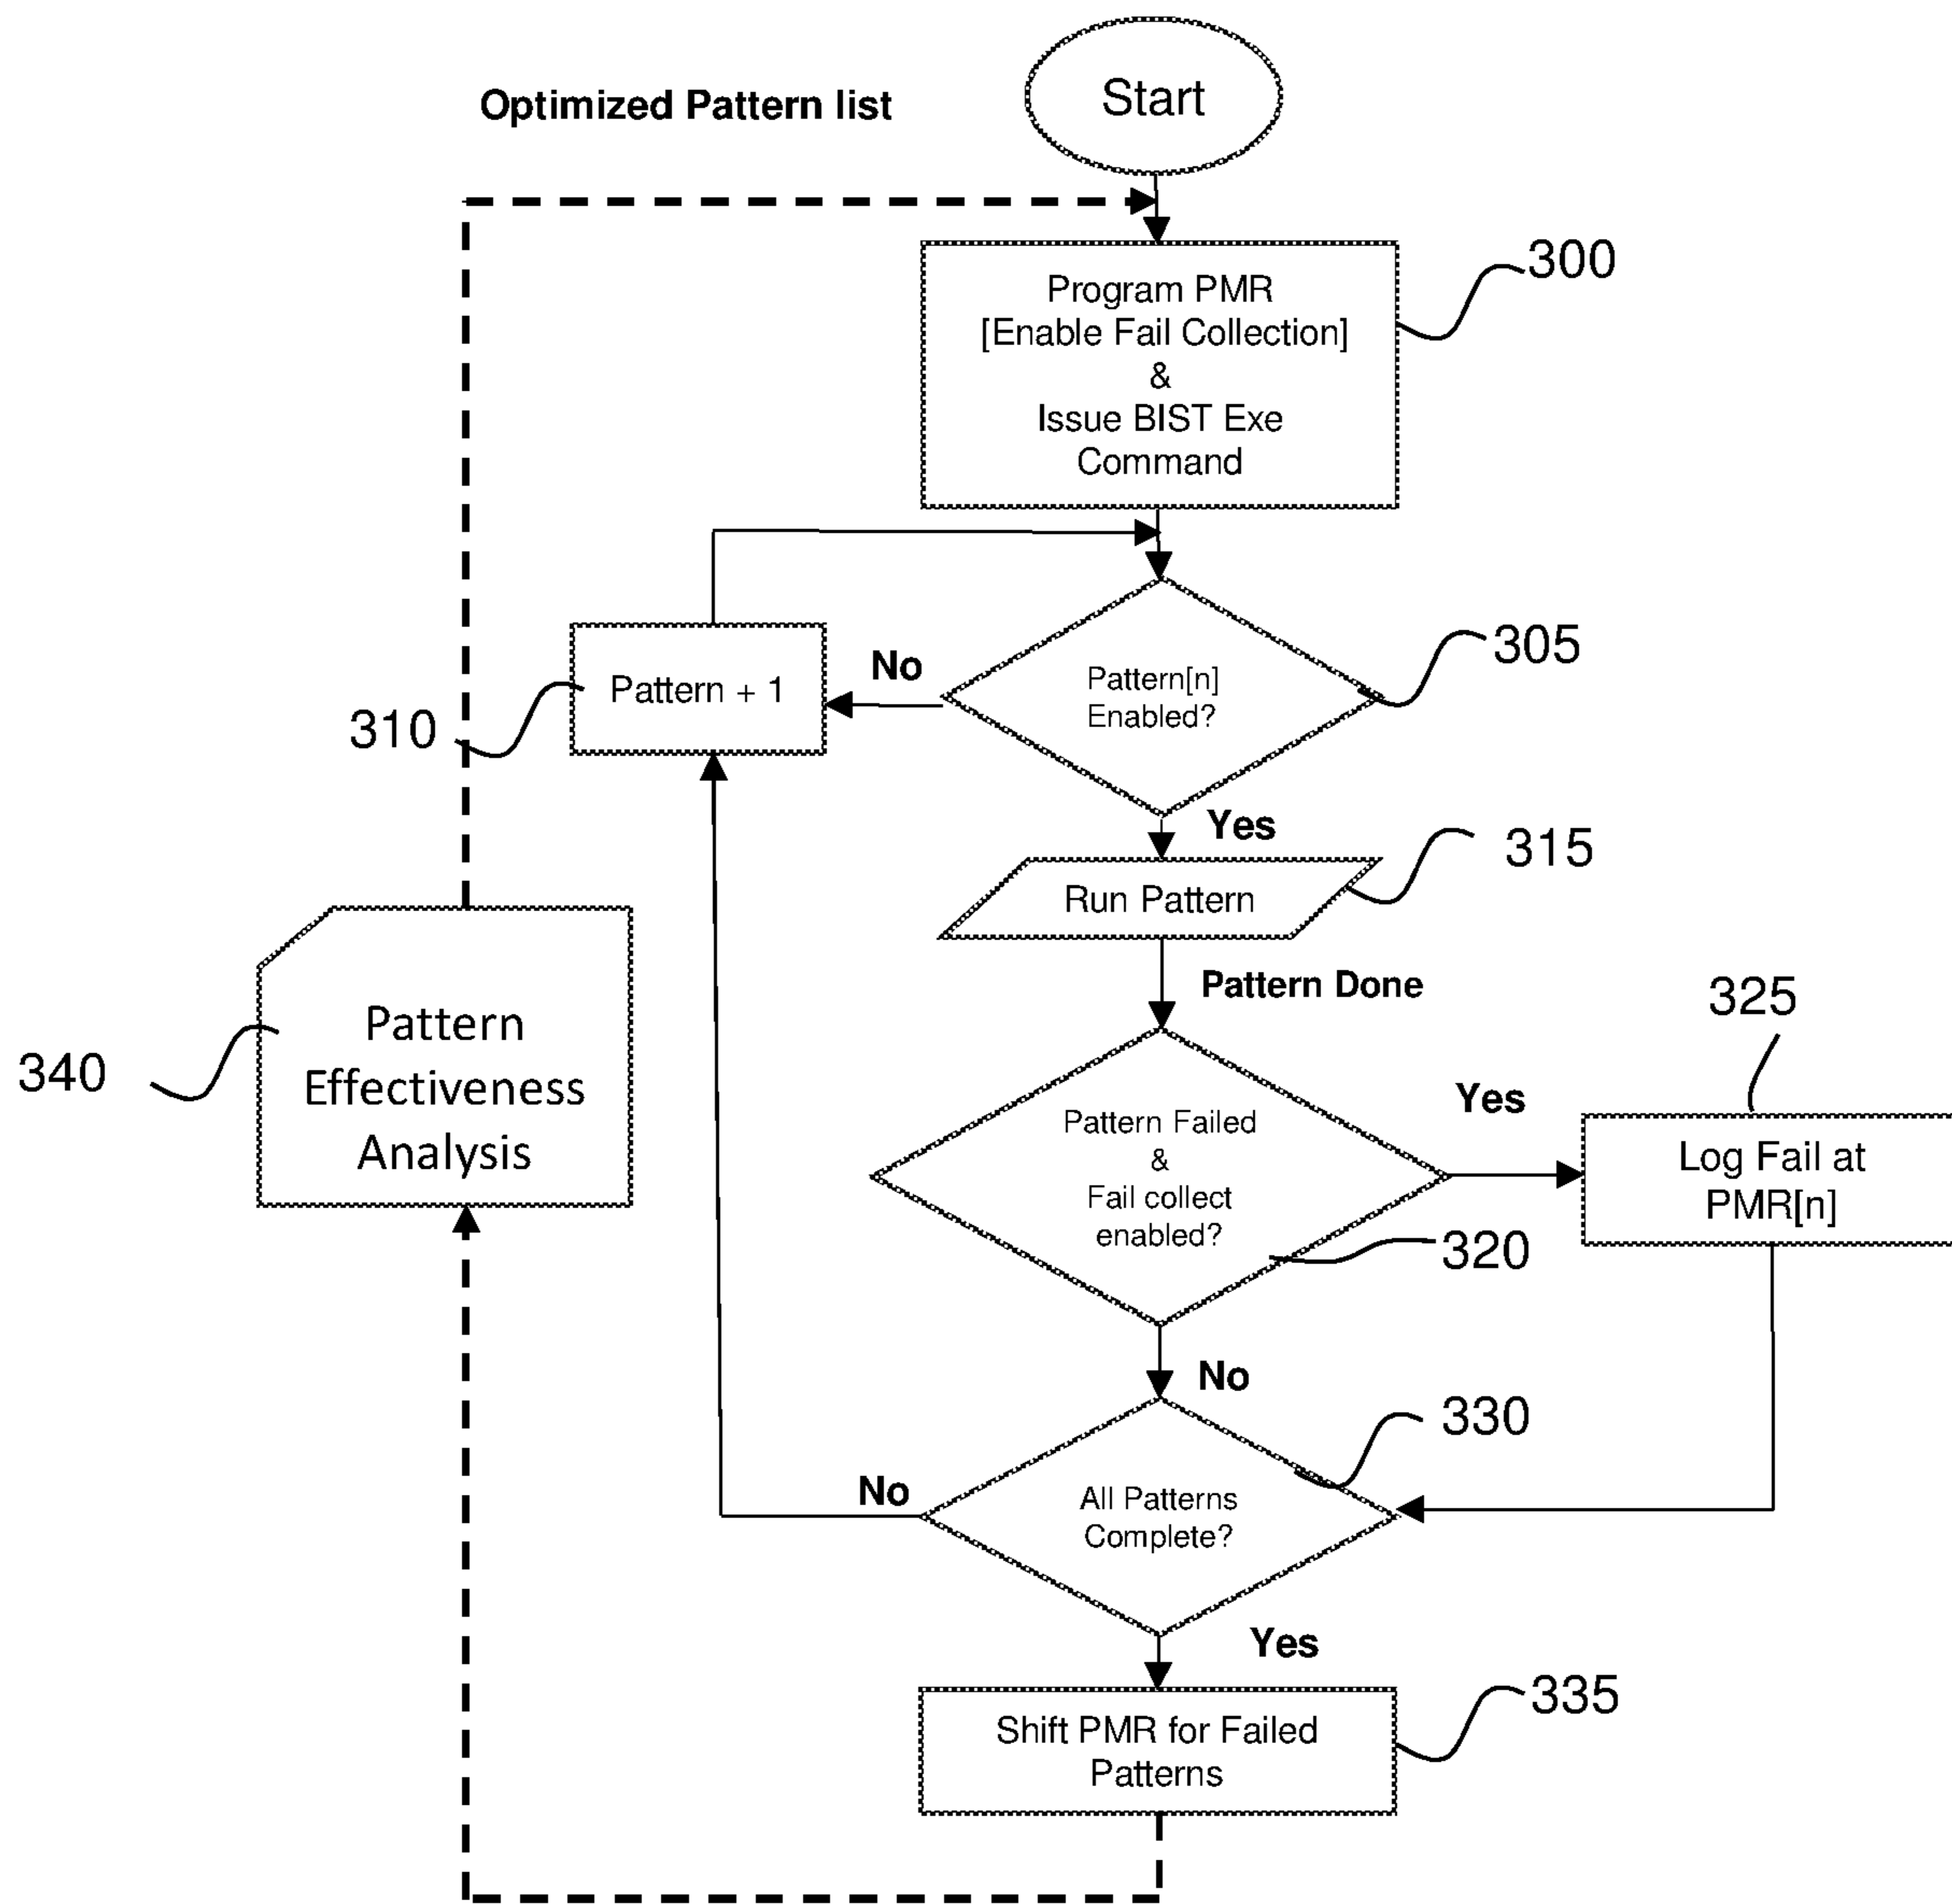 Start
Optimized Pattern list
300
Program PMR
[Enable Fail Collection]
&
Issue BIST Exe
Command
305
No
Pattern[n]
Enabled?
Pattern + 1
310
Yes
315
Run Pattern
Pattern Done
325
340
Pattern
Effectiveness
Analysis
Pattern Failed
&
Fail collect
enabled?
Yes
Log Fail at
PMR[n]
320
No
330
No
All Patterns
Complete?
Yes
335
Shift PMR for Failed
Patterns